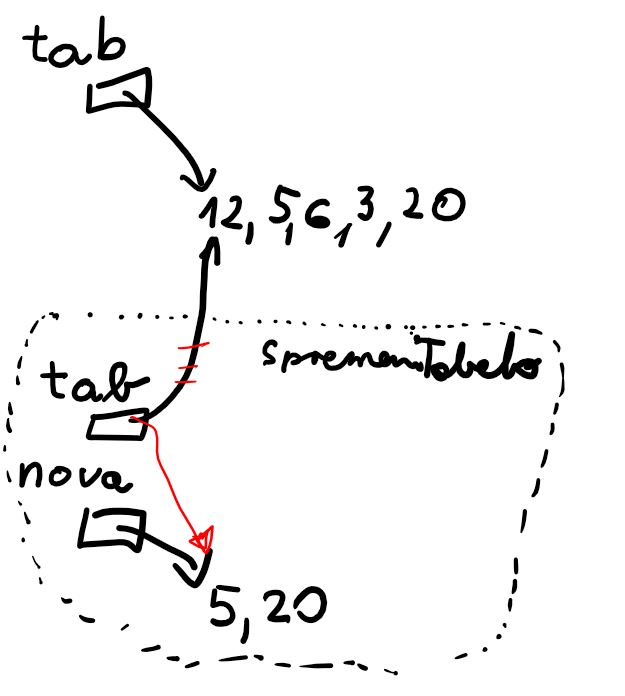 tab
12, 5, 6, 3, 20
spremeniTabelo
tab
nova
5, 20